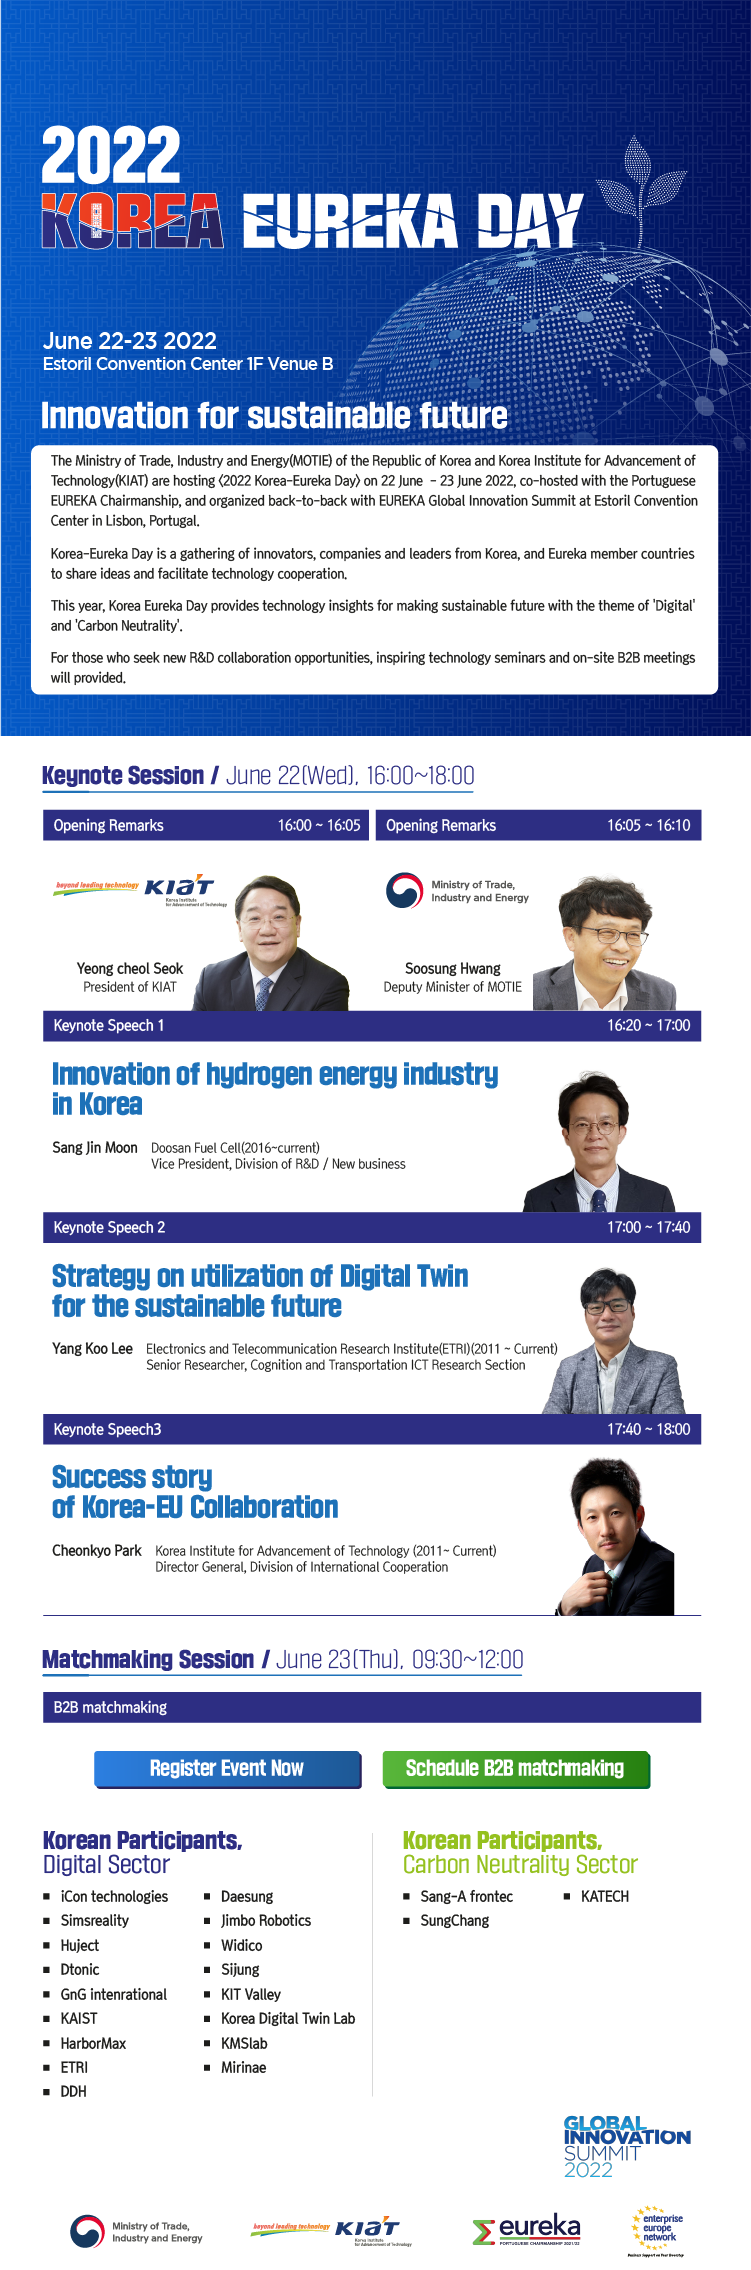 2022
KOREA EUREKA DAY
June 22-23 2022
Estoril Convention Center 1F Venue B
Innovation for sustainable future
The Ministry of Trade, Industry and Energy(MOTIE) of the Republic of Korea and Korea Institute for Advancement of
Technology(KIAT) are hosting <2022 Korea-Eureka Day> on 22 June - 23 June 2022, co-hosted with the Portuguese
EUREKA Chairmanship, and organized back-to-back with EUREKA Global Innovation Summit at Estoril Convention
Center in Lisbon, Portugal.
Korea-Eureka Day is a gathering of innovators, companies and leaders from Korea, and Eureka member countries
to share ideas and facilitate technology cooperation.
This year, Korea Eureka Day provides technology insights for making sustainable future with the theme of 'Digital'
and 'Carbon Neutrality'.
For those who seek new R&D collaboration opportunities, inspiring technology seminars and on-site B2B meetings
will provided.
Keynote Session / June 22(Wed), 16:00~18:00
Opening Remarks 16:00 ~ 16:05
beyond leading technology KIAT
Korea Institute
for Advancement of Technology
Yeong cheol Seok
President of KIAT
Opening Remarks 16:05 ~ 16:10
Ministry of Trade,
Industry and Energy
Soosung Hwang
Deputy Minister of MOTIE
Keynote Speech 1 16:20 ~ 17:00
Innovation of hydrogen energy industry
in Korea
Sang Jin Moon Doosan Fuel Cell(2016~current)
Vice President, Division of R&D / New business
Keynote Speech 2 17:00 ~ 17:40
Strategy on utilization of Digital Twin
for the sustainable future
Yang Koo Lee Electronics and Telecommunication Research Institute(ETRI)(2011 ~ Current)
Senior Researcher, Cognition and Transportation ICT Research Section
Keynote Speech3 17:40 ~ 18:00
Success story
of Korea-EU Collaboration
Cheonkyo Park Korea Institute for Advancement of Technology (2011~ Current)
Director General, Division of International Cooperation
Matchmaking Session / June 23(Thu), 09:30~12:00
B2B matchmaking
Register Event Now
Schedule B2B matchmaking
Korean Participants,
Digital Sector
iCon technologies
Simsreality
Huject
Dtonic
GnG intenrational
KAIST
HarborMax
ETRI
DDH
Daesung
Jimbo Robotics
Widico
Sijung
KIT Valley
Korea Digital Twin Lab
KMSlab
Mirinae
Korean Participants,
Carbon Neutrality Sector
Sang-A frontec
SungChang
KATECH
GLOBAL
INNOVATION
SUMMIT
2022
Ministry of Trade,
Industry and Energy
beyond leading technology KIAT
Korea Institute
for Advancement of Technology
eureka
PORTUGUESE CHAIRMANSHIP 2021/22
enterprise
europe
network
Business Support on Your Doorstep